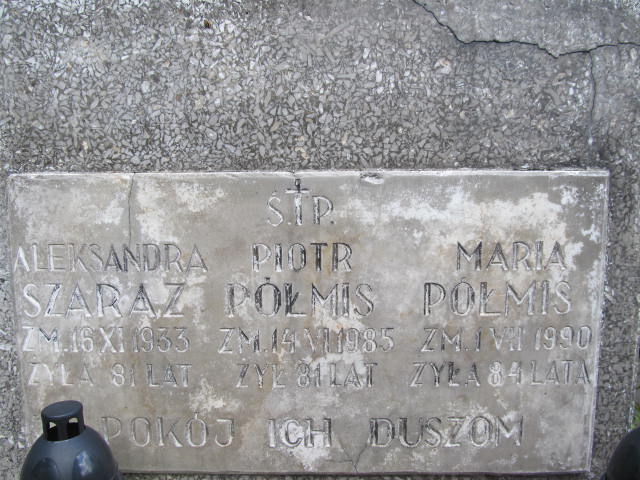 Ś.†P.
ALEKSANDRA PIOTR MARIA
SZARAZ PÓŁMIS PÓŁMIS
ZM.16 XI 1933 ZM.14 VI 1985 ZM.1 VII 1990
ŻYŁA 81 LAT ŻYŁ 81 LAT ŻYŁA 84 LATA
POKÓJ ICH DUSZOM